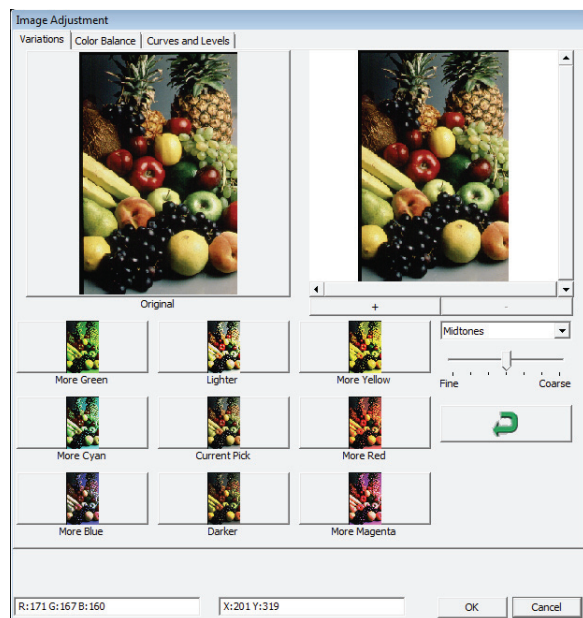 Image Adjustment
Variations Color Balance Curves and Levels
Original
+ -
Midtones
Fine Coarse
More Green Lighter More Yellow
More Cyan Current Pick More Red
More Blue Darker More Magenta
R:171 G:167 B:160 X:201 Y:319 OK Cancel